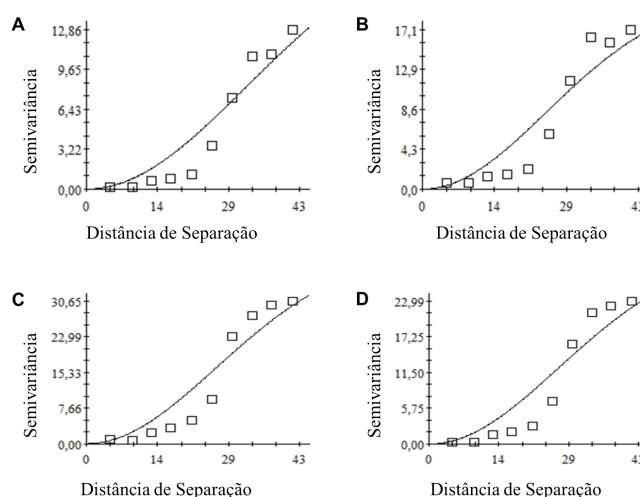 A
Semivariância
12,86
9,65
6,43
3,22
0,00
0 14 29 43
Distância de Separação
B
Semivariância
17,1
12,9
8,6
4,3
0,0
0 14 29 43
Distância de Separação
C
Semivariância
30,65
22,99
15,33
7,66
0,00
0 14 29 43
Distância de Separação
D
Semivariância
22,99
17,25
11,50
5,75
0,00
0 14 29 43
Distância de Separação